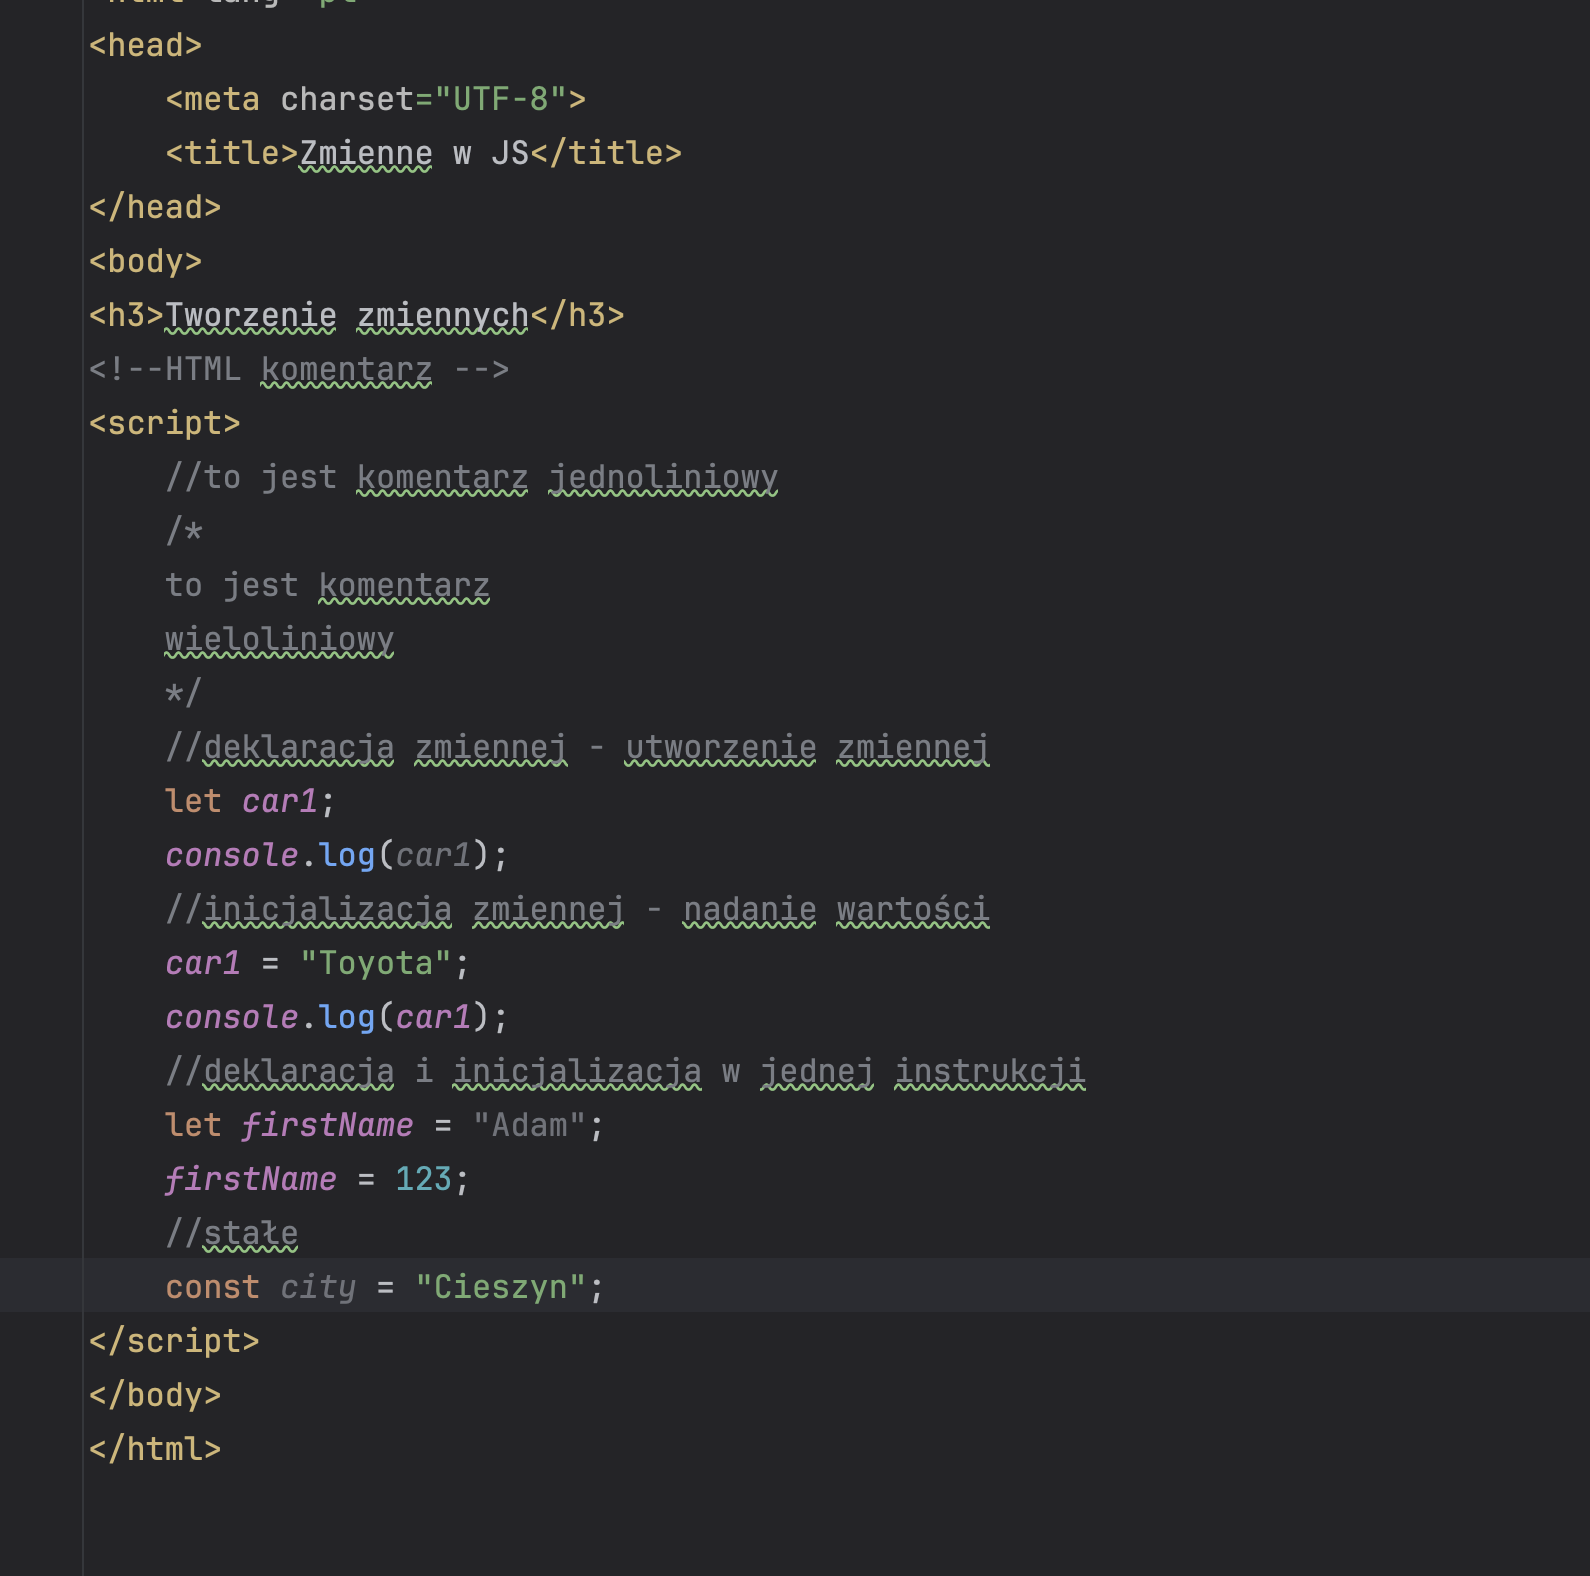 <head>
<meta charset="UTF-8">
<title>Zmienne w JS</title>
</head>
<body>
<h3>Tworzenie zmiennych</h3>
<!--HTML komentarz -->
<script>
//to jest komentarz jednoliniowy
/*
to jest komentarz
wieloliniowy
*/
//deklaracja zmiennej - utworzenie zmiennej
let car1;
console.log(car1);
//inicjalizacja zmiennej - nadanie wartości
car1 = "Toyota";
console.log(car1);
//deklaracja i inicjalizacja w jednej instrukcji
let firstName = "Adam";
firstName = 123;
//stałe
const city = "Cieszyn";
</script>
</body>
</html>